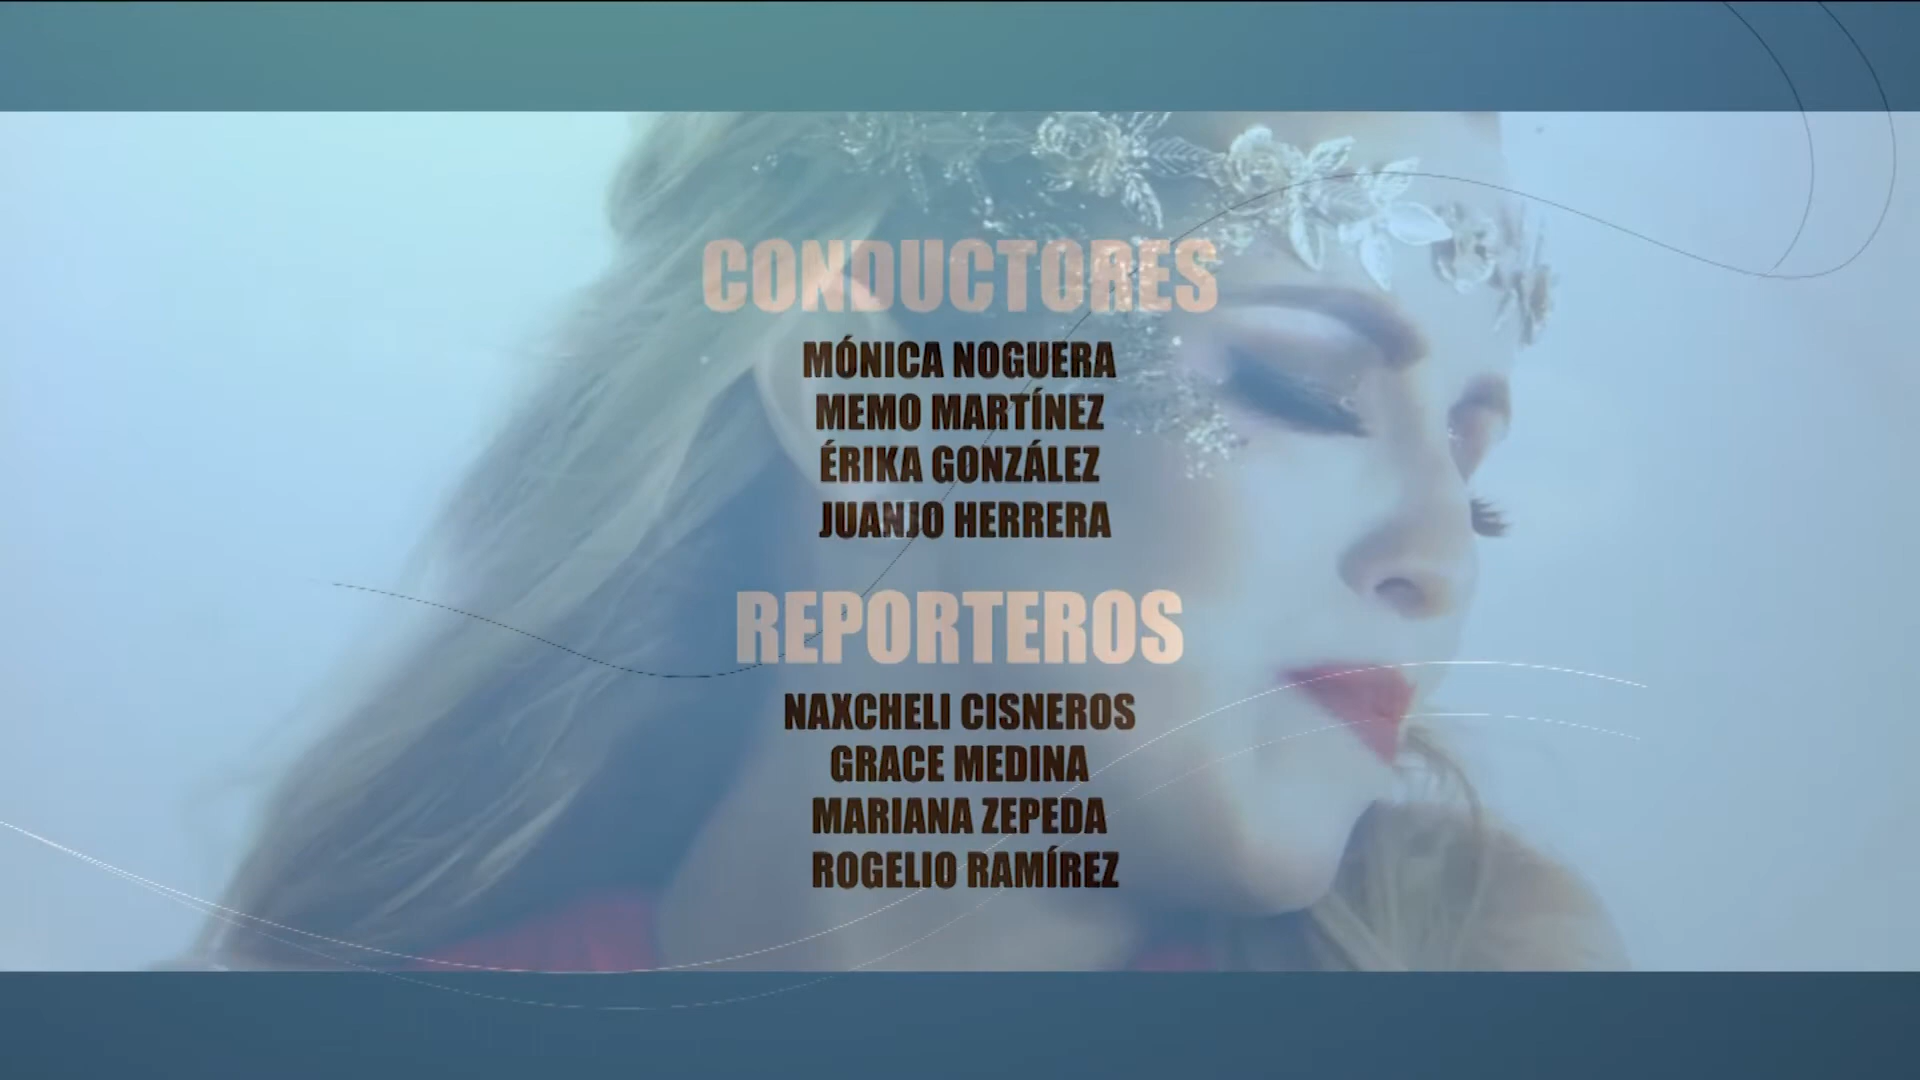 CONDUCTORES
MÓNICA NOGUERA
MEMO MARTÍNEZ
ÉRIKA GONZÁLEZ
JUANJO HERRERA
REPORTEROS
NAXCHELI CISNEROS
GRACE MEDINA
MARIANA ZEPEDA
ROGELIO RAMÍREZ